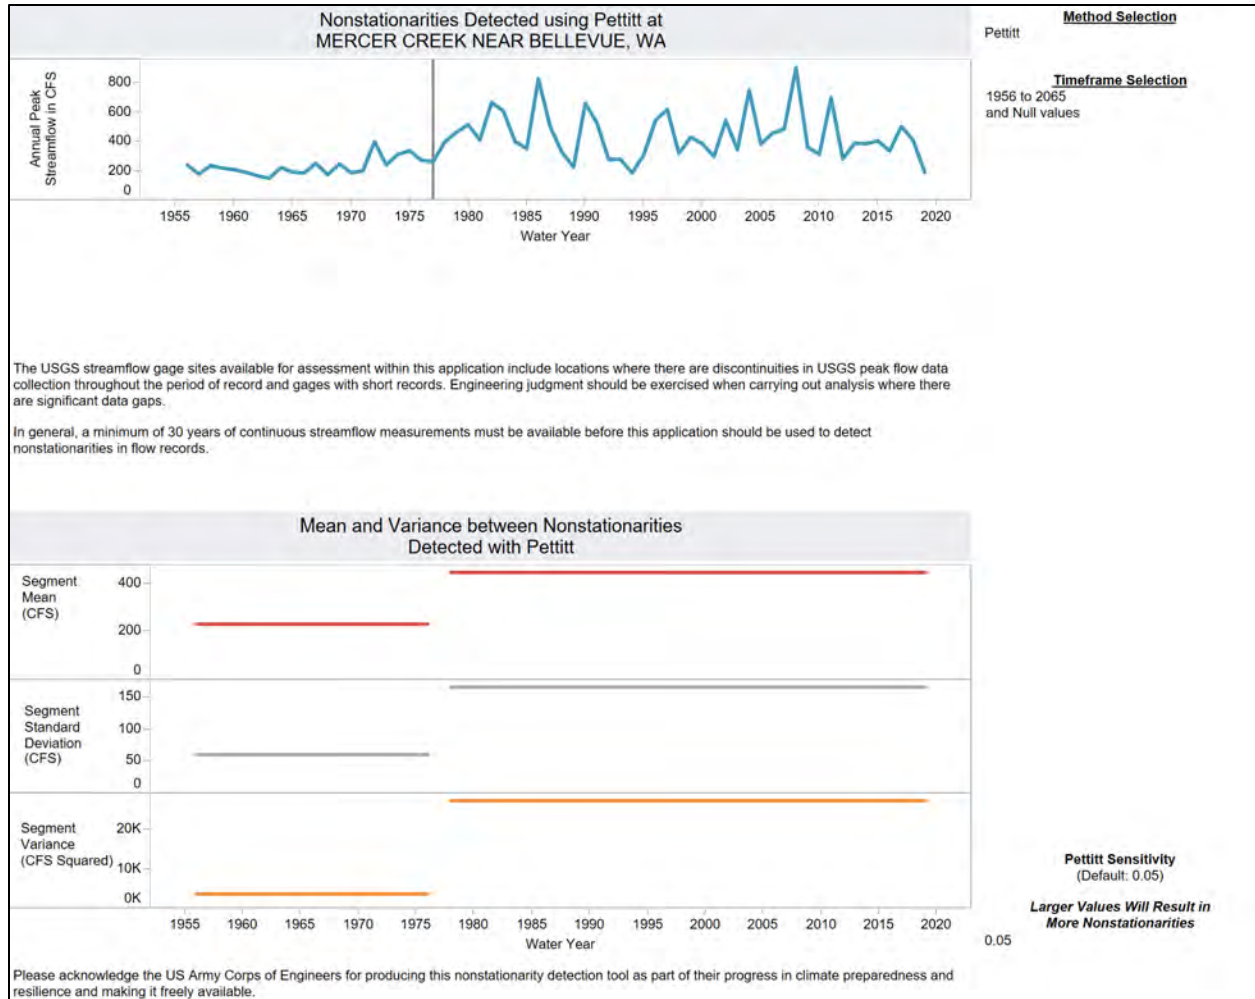 Nonstationarities Detected using Pettitt at
MERCER CREEK NEAR BELLEVUE, WA
Method Selection
Pettitt
Timeframe Selection
1956 to 2065
and Null values
Annual Peak
Streamflow in CFS
800
600
400
200
0
1955 1960 1965 1970 1975 1980 1985 1990 1995 2000 2005 2010 2015 2020
Water Year
The USGS streamflow gage sites available for assessment within this application include locations where there are discontinuities in USGS peak flow data
collection throughout the period of record and gages with short records. Engineering judgment should be exercised when carrying out analysis where there
are significant data gaps.
In general, a minimum of 30 years of continuous streamflow measurements must be available before this application should be used to detect
nonstationarities in flow records.
Mean and Variance between Nonstationarities
Detected with Pettitt
Segment
Mean
(CFS)
400
200
0
Segment
Standard
Deviation
(CFS)
150
100
50
0
Segment
Variance
(CFS Squared)
20K
10K
0K
1955 1960 1965 1970 1975 1980 1985 1990 1995 2000 2005 2010 2015 2020
Water Year
Pettitt Sensitivity
(Default: 0.05)
Larger Values Will Result in
More Nonstationarities
0.05
Please acknowledge the US Army Corps of Engineers for producing this nonstationarity detection tool as part of their progress in climate preparedness and
resilience and making it freely available.